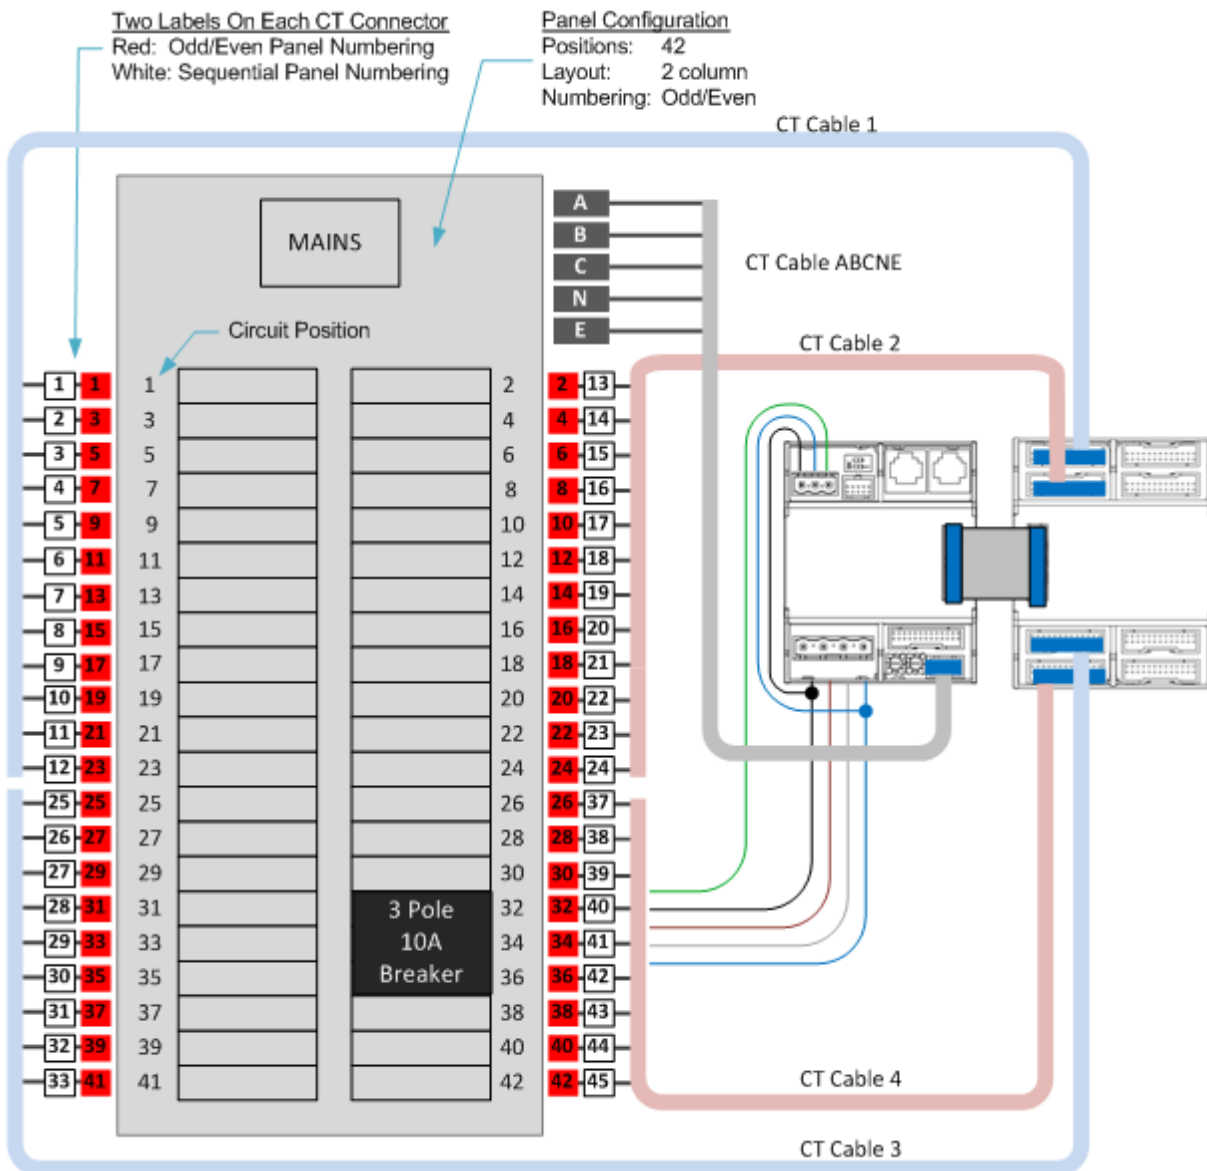 Two Labels On Each CT Connector
Red: Odd/Even Panel Numbering
White: Sequential Panel Numbering
Panel Configuration
Positions: 42
Layout: 2 column
Numbering: Odd/Even
CT Cable 1
MAINS
A
B
C
N
E
CT Cable ABCNE
Circuit Position
CT Cable 2
1 1 1 2 2 13
2 3 3 4 4 14
3 5 5 6 6 15
4 7 7 8 8 16
5 9 9 10 10 17
6 11 11 12 12 18
7 13 13 14 14 19
8 15 15 16 16 20
9 17 17 18 18 21
10 19 19 20 20 22
11 21 21 22 22 23
12 23 23 24 24 24
25 25 25 26 26 37
26 27 27 28 28 38
27 29 29 30 30 39
28 31 31 3 Pole 32 32 40
29 33 33 10A 34 34 41
30 35 35 Breaker 36 36 42
31 37 37 38 38 43
32 39 39 40 40 44
33 41 41 42 42 45
CT Cable 4
CT Cable 3